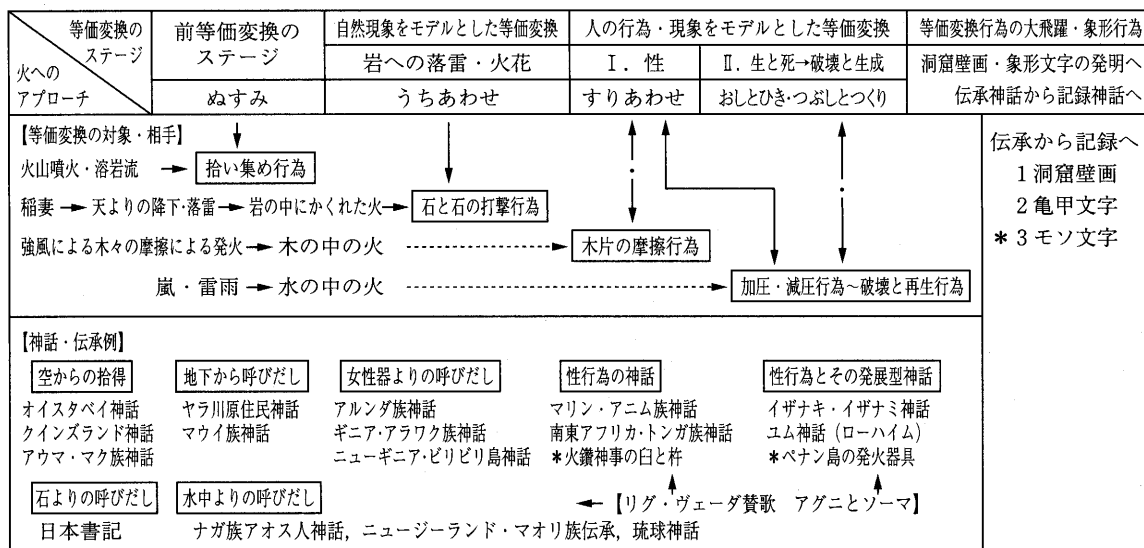 等価変換の
ステージ
火への
アプローチ
前等価変換の
ステージ
自然現象をモデルとした等価変換
人の行為・現象をモデルとした等価変換
等価変換行為の大飛躍・象形行為
岩への落雷・火花
Ⅰ. 性
Ⅱ. 生と死→破壊と生成
洞窟壁画・象形文字の発明へ
ぬすみ
うちあわせ
すりあわせ
おしとひき・つぶしとつくり
伝承神話から記録神話へ
【等価変換の対象・相手】
火山噴火・溶岩流 → 拾い集め行為
稲妻 → 天よりの降下・落雷 → 岩の中にかくれた火 → 石と石の打撃行為
強風による木々の摩擦による発火 → 木の中の火 → 木片の摩擦行為
嵐・雷雨 → 水の中の火 → 加圧・減圧行為～破壊と再生行為
伝承から記録へ
1 洞窟壁画
2 亀甲文字
* 3 モソ文字
【神話・伝承例】
空からの拾得
オイスタベイ神話
クインズランド神話
アウマ・マク族神話
地下から呼びだし
ヤラ川原住民神話
マウイ族神話
女性器よりの呼びだし
アルンダ族神話
ギニア・アラワク族神話
ニューギニア・ビリビリ島神話
性行為の神話
マリン・アニム族神話
南東アフリカ・トンガ族神話
*火鑽神事の臼と杵
性行為とその発展型神話
イザナキ・イザナミ神話
ユム神話（ローハイム）
*ペナン島の発火器具
石よりの呼びだし
日本書記
水中よりの呼びだし
ナガ族アオス人神話，ニュージーランド・マオリ族伝承，琉球神話
← 【リグ・ヴェーダ賛歌 アグニとソーマ】